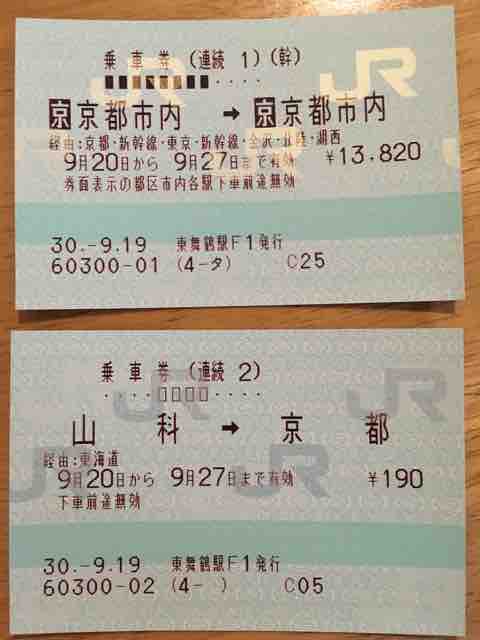 乗車券(連続1)(幹)
■■■■■■■■■····
京京都市内 → 京京都市内
経由:京都・新幹線・東京・新幹線・金沢・北陸・湖西
9月20日から 9月27日まで有効 ¥13,820
券面表示の都区市内各駅下車前途無効
30.-9.19 東舞鶴駅F1発行
60300-01 (4-タ) C25
乗車券(連続2)
····□□□□····
山科 → 京都
経由:東海道
9月20日から 9月27日まで有効 ¥190
下車前途無効
30.-9.19 東舞鶴駅F1発行
60300-02 (4- ) C05
JR
JR
JR
JR